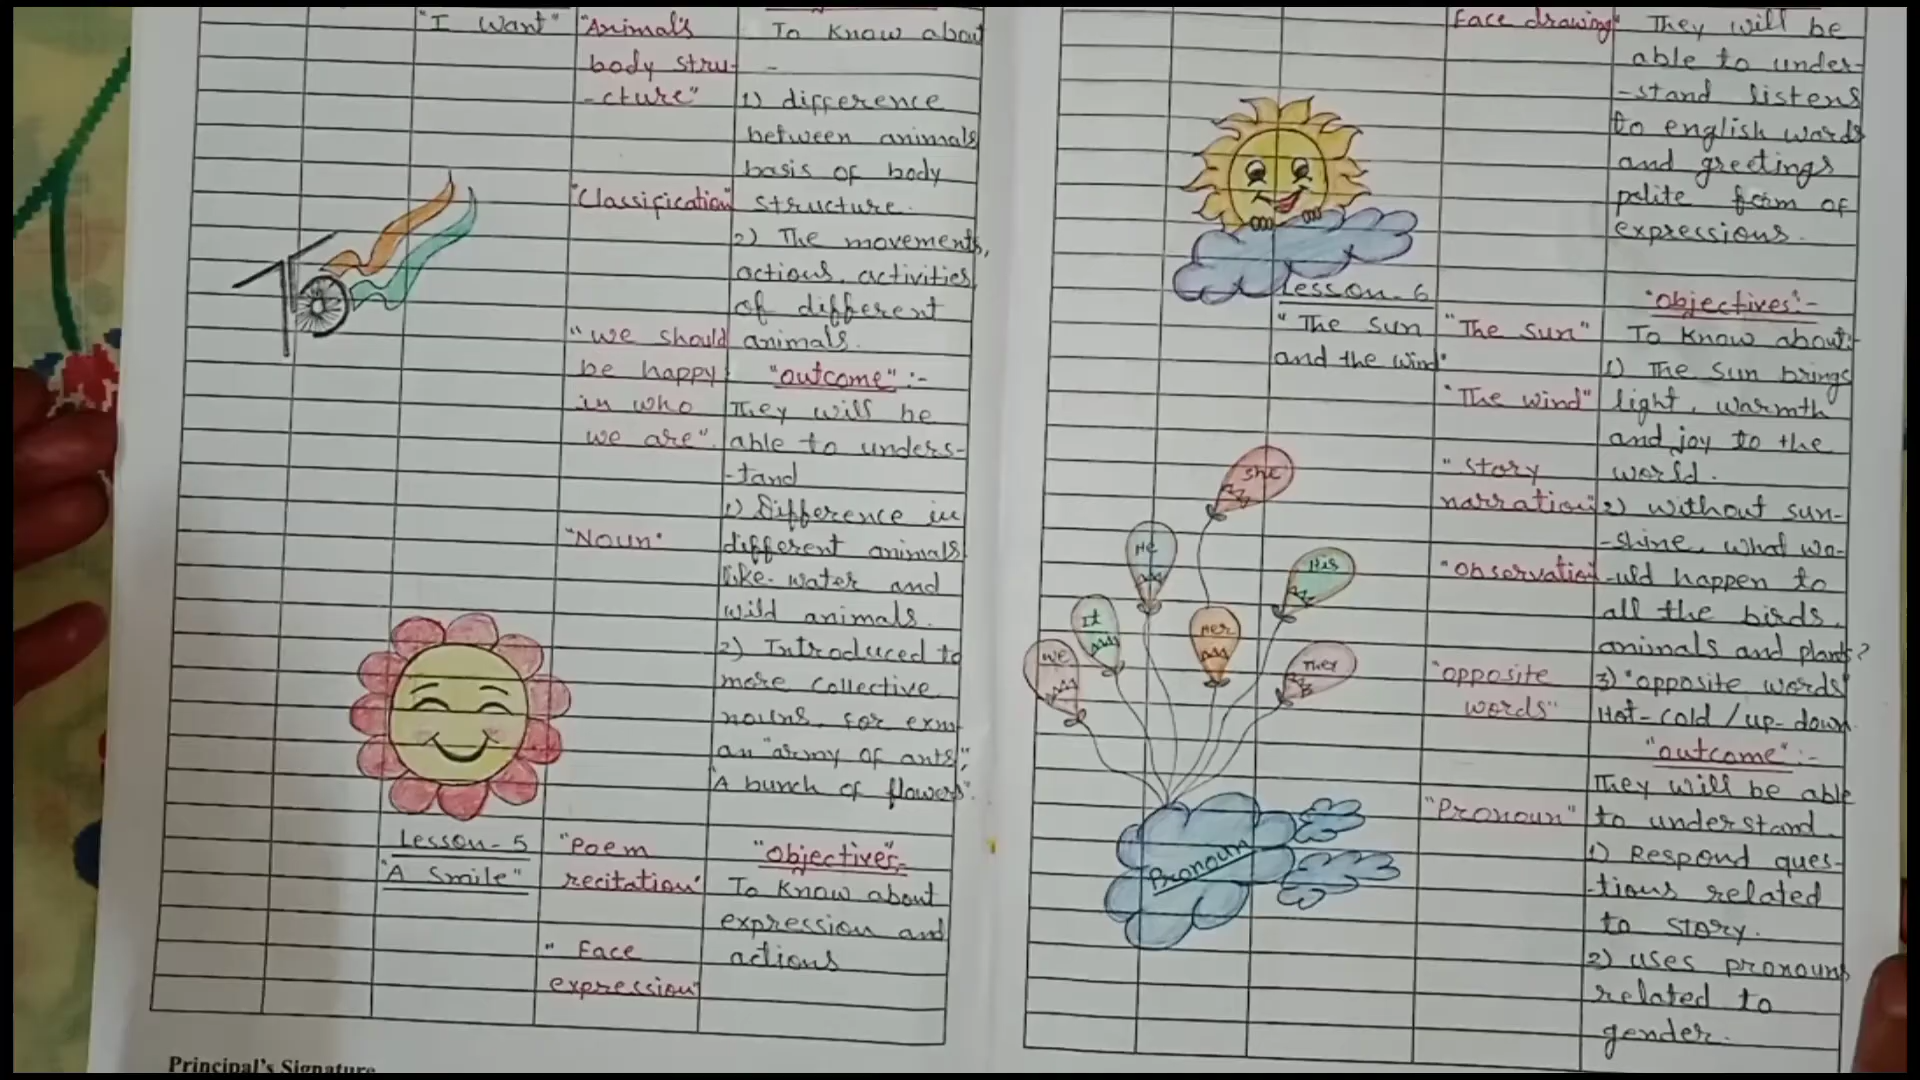 "I Want"
"Animal's
body stru-
-cture"
"Classification"
"we should
be happy
in who
we are".
"Noun"
To Know about
-
1) difference
between animals
basis of body
structure.
2) The movements,
actions, activities
of different
animals.
"outcome" :-
They will be
able to unders-
-tand
1) Difference in
different animals
like- water and
wild animals.
2) Introduced to
more collective
nouns, for exm-
an "army of ants",
"A bunch of flowers".
Lesson-5
"A Smile"
"Poem
recitation"
" Face
expression"
"Objectives":-
To Know about
expression and
actions
Principal's Signature
Face drawing"
They will be
able to under-
-stand listens
to english words
and greetings
polite foam of
expressions.
Lesson-6
" The Sun
and the wind"
"The Sun"
"The wind"
" Story
narration"
"Observation"
"opposite
words"
"Pronoun"
"Objectives":-
To Know about:-
1) The Sun brings
light, warmth
and joy to the
world.
2) without sun-
-shine, what wo-
-uld happen to
all the birds,
animals and plants?
3) "opposite words"
Hot-cold / up-down.
"outcome" :-
They will be able
to understand.
1) Respond ques-
-tions related
to story.
2) uses pronouns
related to
gender.
She
He
His
It
Her
We
They
Pronoun